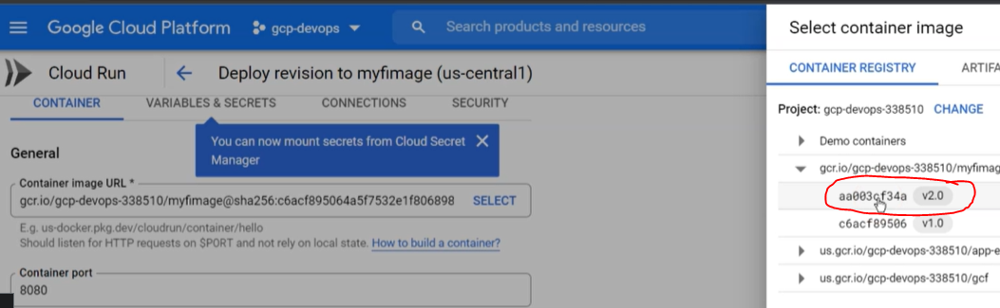 Google Cloud Platform
gcp-devops
Search products and resources
Select container image
Cloud Run
Deploy revision to myfimage (us-central1)
CONTAINER REGISTRY
ARTIFA
CONTAINER
VARIABLES & SECRETS
CONNECTIONS
SECURITY
Project: gcp-devops-338510 CHANGE
You can now mount secrets from Cloud Secret
Manager
Demo containers
General
gcr.io/gcp-devops-338510/myfimag
Container image URL *
gcr.io/gcp-devops-338510/myfimage@sha256:c6acf895064a5f7532e1f806898 SELECT
aa003cf34a v2.0
c6acf89506 v1.0
E.g. us-docker.pkg.dev/cloudrun/container/hello
Should listen for HTTP requests on $PORT and not rely on local state. How to build a container?
us.gcr.io/gcp-devops-338510/app-e
Container port
8080
us.gcr.io/gcp-devops-338510/gcf